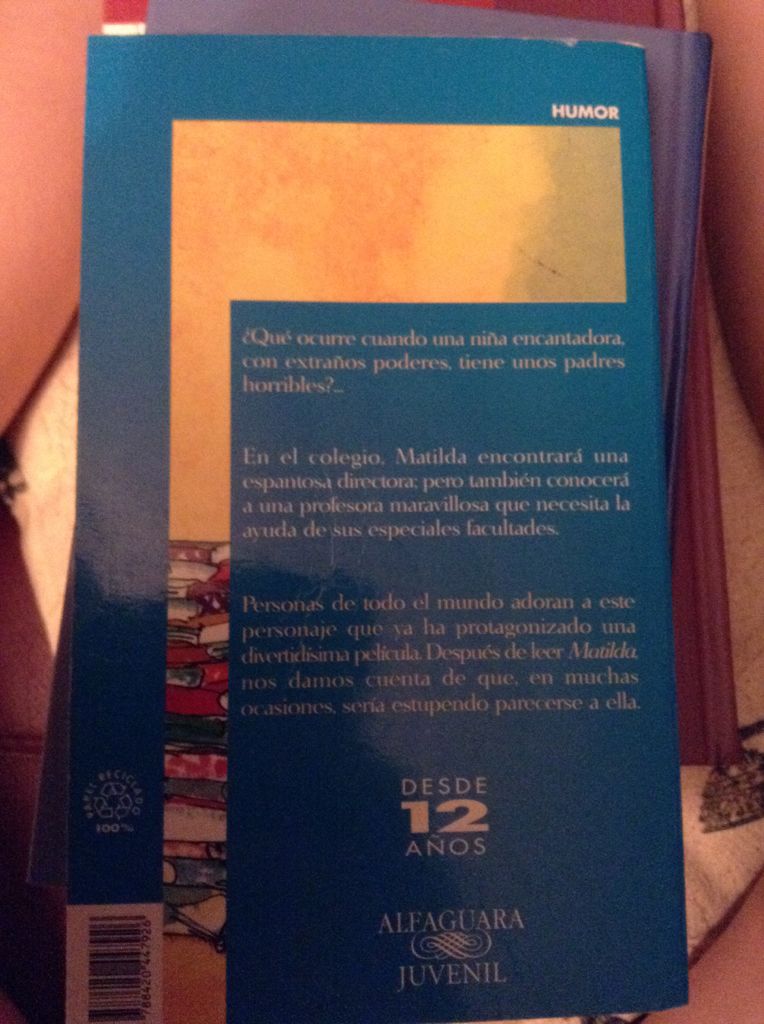 HUMOR
¿Qué ocurre cuando una niña encantadora,
con extraños poderes, tiene unos padres
horribles?...
En el colegio, Matilda encontrará una
espantosa directora; pero también conocerá
a una profesora maravillosa que necesita la
ayuda de sus especiales facultades.
Personas de todo el mundo adoran a este
personaje que ya ha protagonizado una
divertidísima película. Después de leer Matilda,
nos damos cuenta de que, en muchas
ocasiones, sería estupendo parecerse a ella.
PAPEL RECICLADO
100%
DESDE
12
AÑOS
ALFAGUARA
JUVENIL